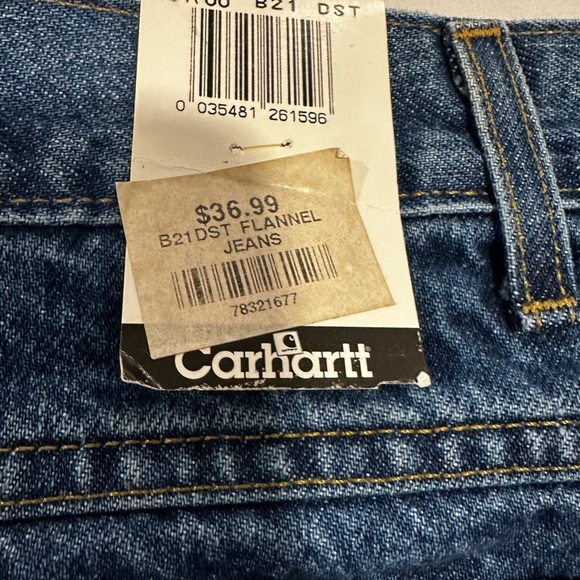 B21 DST
0 035481 261596
$36.99
B21DST FLANNEL
JEANS
78321677
Carhartt